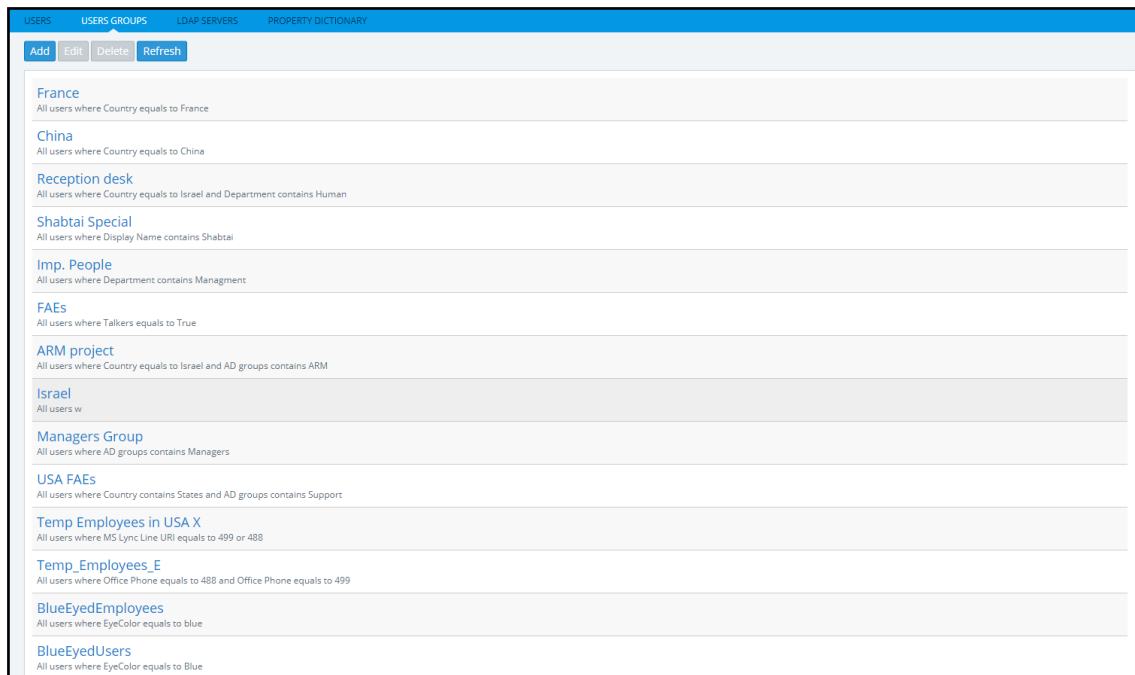 USERS USERS GROUPS LDAP SERVERS PROPERTY DICTIONARY
Add Edit Delete Refresh
France
All users where Country equals to France
China
All users where Country equals to China
Reception desk
All users where Country equals to Israel and Department contains Human
Shabtai Special
All users where Display Name contains Shabtai
Imp. People
All users where Department contains Managment
FAEs
All users where Talkers equals to True
ARM project
All users where Country equals to Israel and AD groups contains ARM
Israel
All users w
Managers Group
All users where AD groups contains Managers
USA FAEs
All users where Country contains States and AD groups contains Support
Temp Employees in USA X
All users where MS Lync Line URI equals to 499 or 488
Temp_Employees_E
All users where Office Phone equals to 488 and Office Phone equals to 499
BlueEyedEmployees
All users where EyeColor equals to blue
BlueEyedUsers
All users where EyeColor equals to Blue